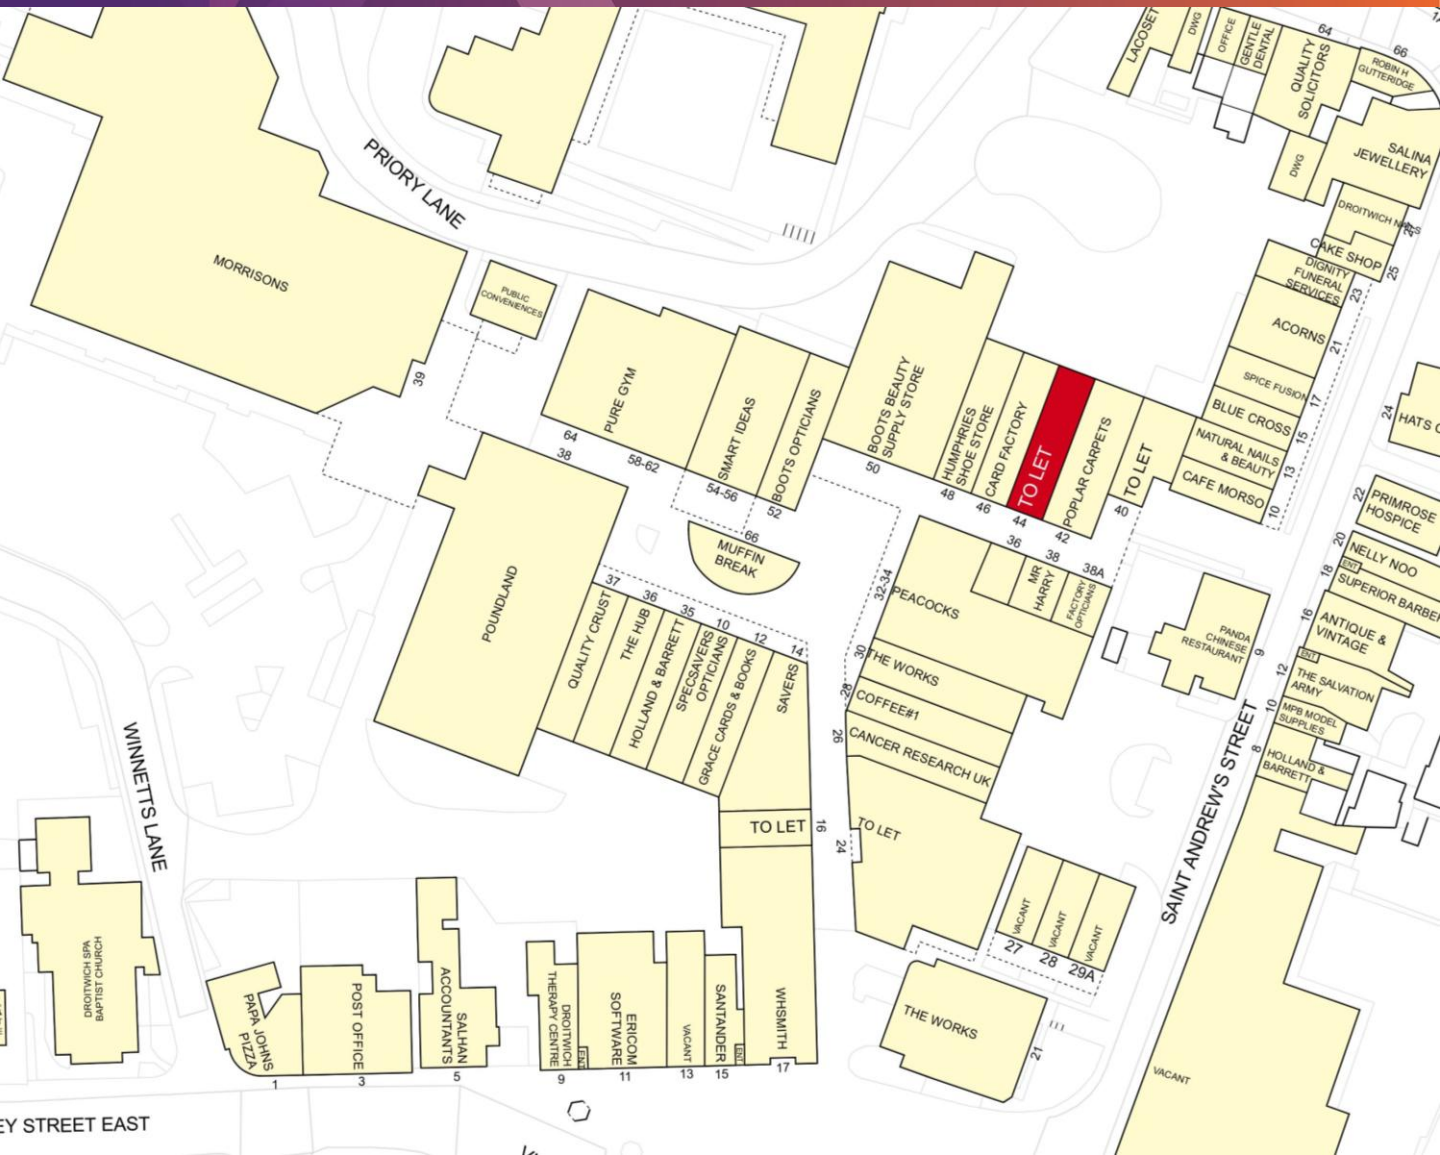 LACOSET
DWG
OFFICE
GENTLE
DENTAL
64
QUALITY
SOLICITORS
66
ROBIN H
GUTTERIDGE
SALINA
JEWELLERY
DWG
DROITWICH NAILS
CAKE SHOP
25
DIGNITY
FUNERAL
SERVICES
23
ACORNS
21
SPICE FUSION
17
BLUE CROSS
15
NATURAL NAILS
& BEAUTY
13
CAFE MORSO
10
PRIORY LANE
MORRISONS
39
PUBLIC
CONVENIENCES
PURE GYM
64
58-62
SMART IDEAS
54-56
BOOTS OPTICIANS
52
BOOTS BEAUTY
SUPPLY STORE
50
HUMPHRIES
SHOE STORE
48
CARD FACTORY
46
TO LET
44
POPLAR CARPETS
42
TO LET
40
24
HATS O
22
PRIMROSE
HOSPICE
20
NELLY NOO
18
ENT
SUPERIOR BARBER
16
ANTIQUE &
VINTAGE
ENT
12
THE SALVATION
ARMY
10
MPB MODEL
SUPPLIES
8
HOLLAND &
BARRETT
38
POUNDLAND
66
MUFFIN
BREAK
37
QUALITY CRUST
36
THE HUB
35
HOLLAND & BARRETT
10
SPECSAVERS
OPTICIANS
12
GRACE CARDS & BOOKS
14
SAVERS
TO LET
16
36
38
MR
HARRY
38A
FACTORY
OPTICIANS
32-34
PEACOCKS
30
THE WORKS
28
COFFEE#1
26
CANCER RESEARCH UK
24
TO LET
PANDA
CHINESE
RESTAURANT
9
SAINT ANDREW'S STREET
VACANT
27
VACANT
28
VACANT
29A
THE WORKS
21
VACANT
WINNETTS LANE
DROITWICH SPA
BAPTIST CHURCH
PAPA JOHNS
PIZZA
1
POST OFFICE
3
SALHAN
ACCOUNTANTS
5
DROITWICH
THERAPY CENTRE
9
ENT
ERICOM
SOFTWARE
11
VACANT
13
SANTANDER
15
ENT
WHSMITH
17
EY STREET EAST